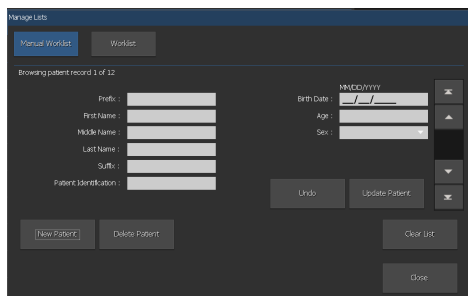 Manage Lists
Manual Worklist
Worklist
Browsing patient record 1 of 12
Prefix :
First Name :
Middle Name :
Last Name :
Suffix :
Patient Identification :
MM/DD/YYYY
Birth Date : __/__/____
Age :
Sex :
Undo
Update Patient
New Patient
Delete Patient
Clear List
Close